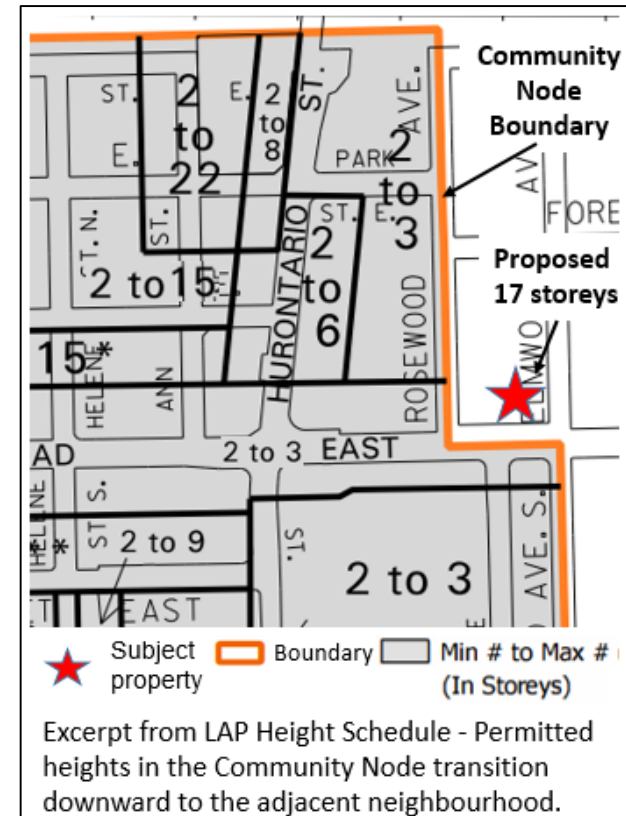 Community
Node
Boundary
ST.
2
to
22
E.
2
to
8
ST.
AVE.
PARK
2
to
3
E.
AV
FORE
ST. E.
Proposed
17 storeys
ST.
2 to 15
HURONTARIO
2
to
6
ROSEWOOD
15*
HELENE
ANN
2 to 3
EAST
AD
ST S.
2 to 9
ST.
2 to 3
AVE. S.
EAST
Subject
property
Boundary
Min # to Max #
(In Storeys)
Excerpt from LAP Height Schedule - Permitted
heights in the Community Node transition
downward to the adjacent neighbourhood.